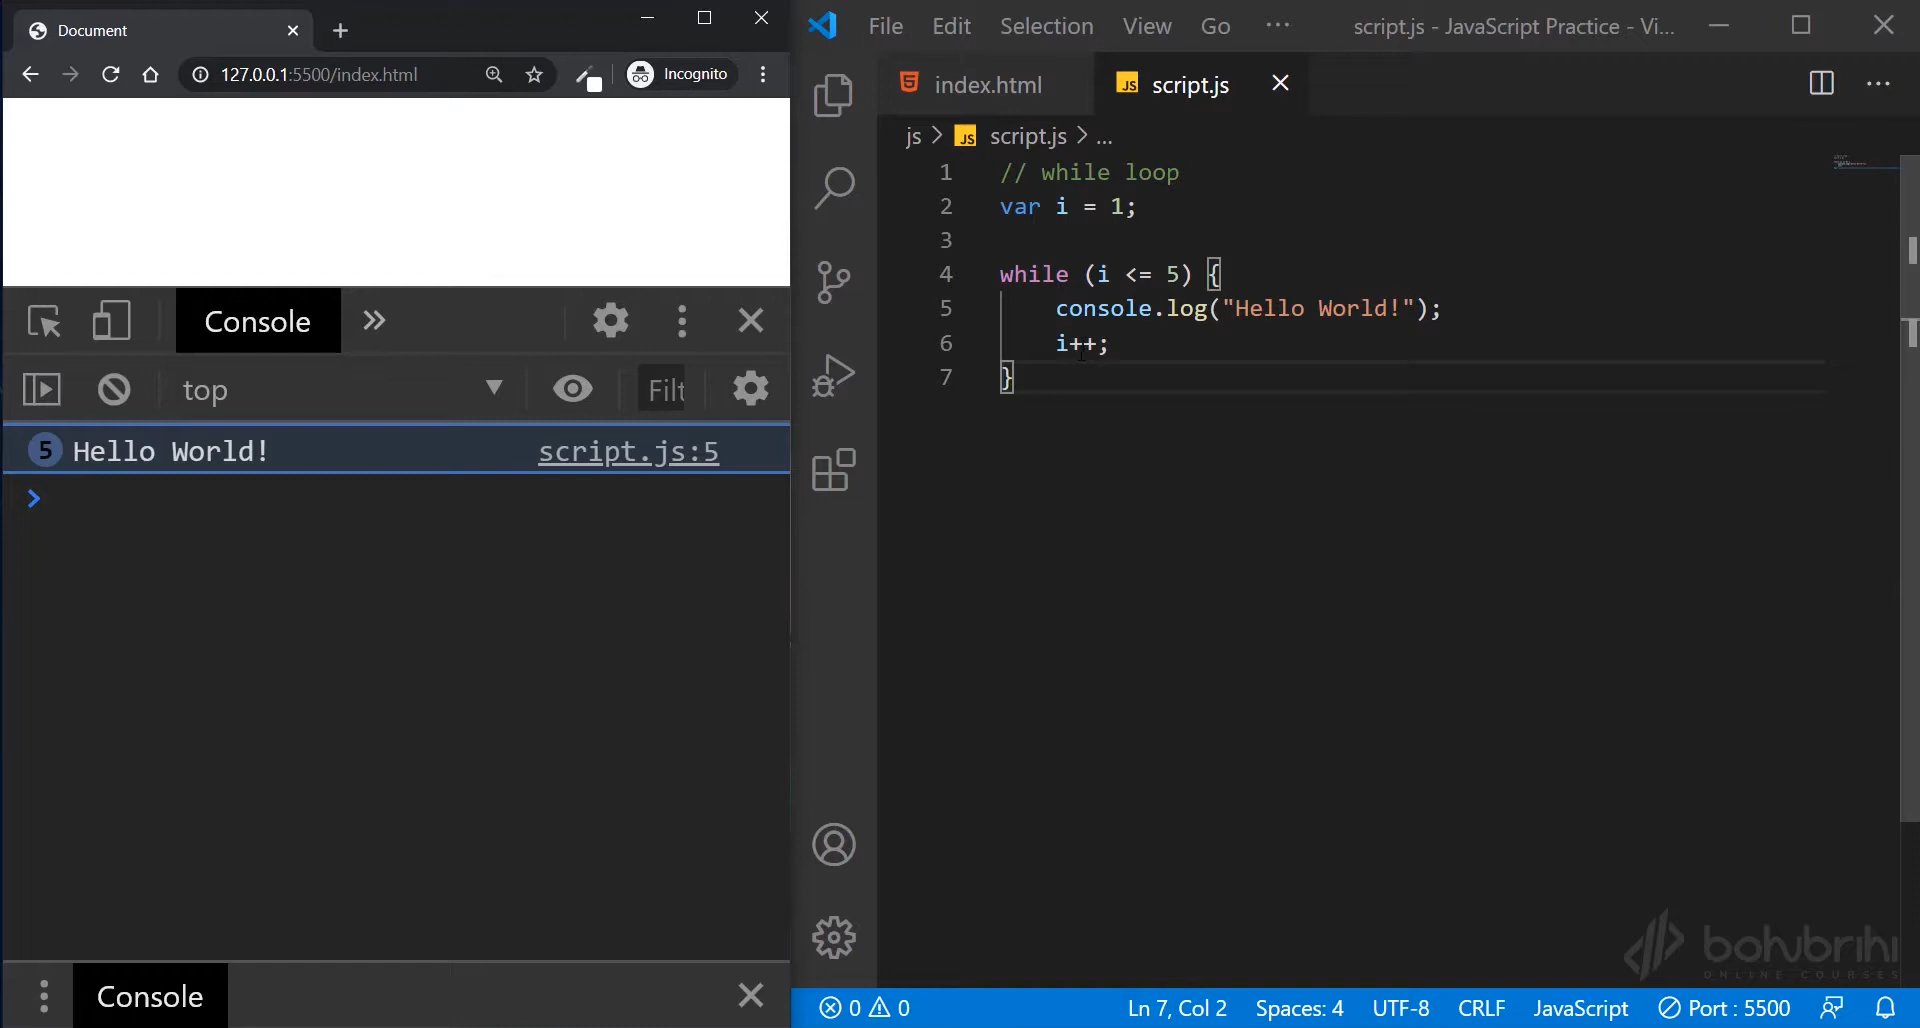 Document
127.0.0.1:5500/index.html
Incognito
Console
top
Filt
5 Hello World! script.js:5
Console
File Edit Selection View Go script.js - JavaScript Practice - Vi...
index.html
JS script.js
js > JS script.js > ...
1 // while loop
2 var i = 1;
3
4 while (i <= 5) {
5 console.log("Hello World!");
6 i++;
7 }
bohubrihi
ONLINE COURSES
0 0 Ln 7, Col 2 Spaces: 4 UTF-8 CRLF JavaScript Port : 5500